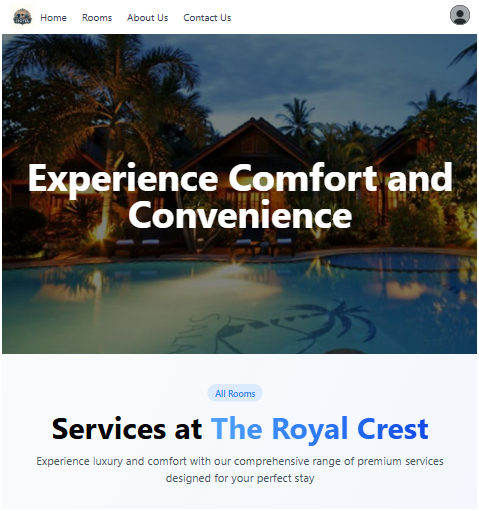 Home Rooms About Us Contact Us
Experience Comfort and
Convenience
All Rooms
Services at The Royal Crest
Experience luxury and comfort with our comprehensive range of premium services
designed for your perfect stay